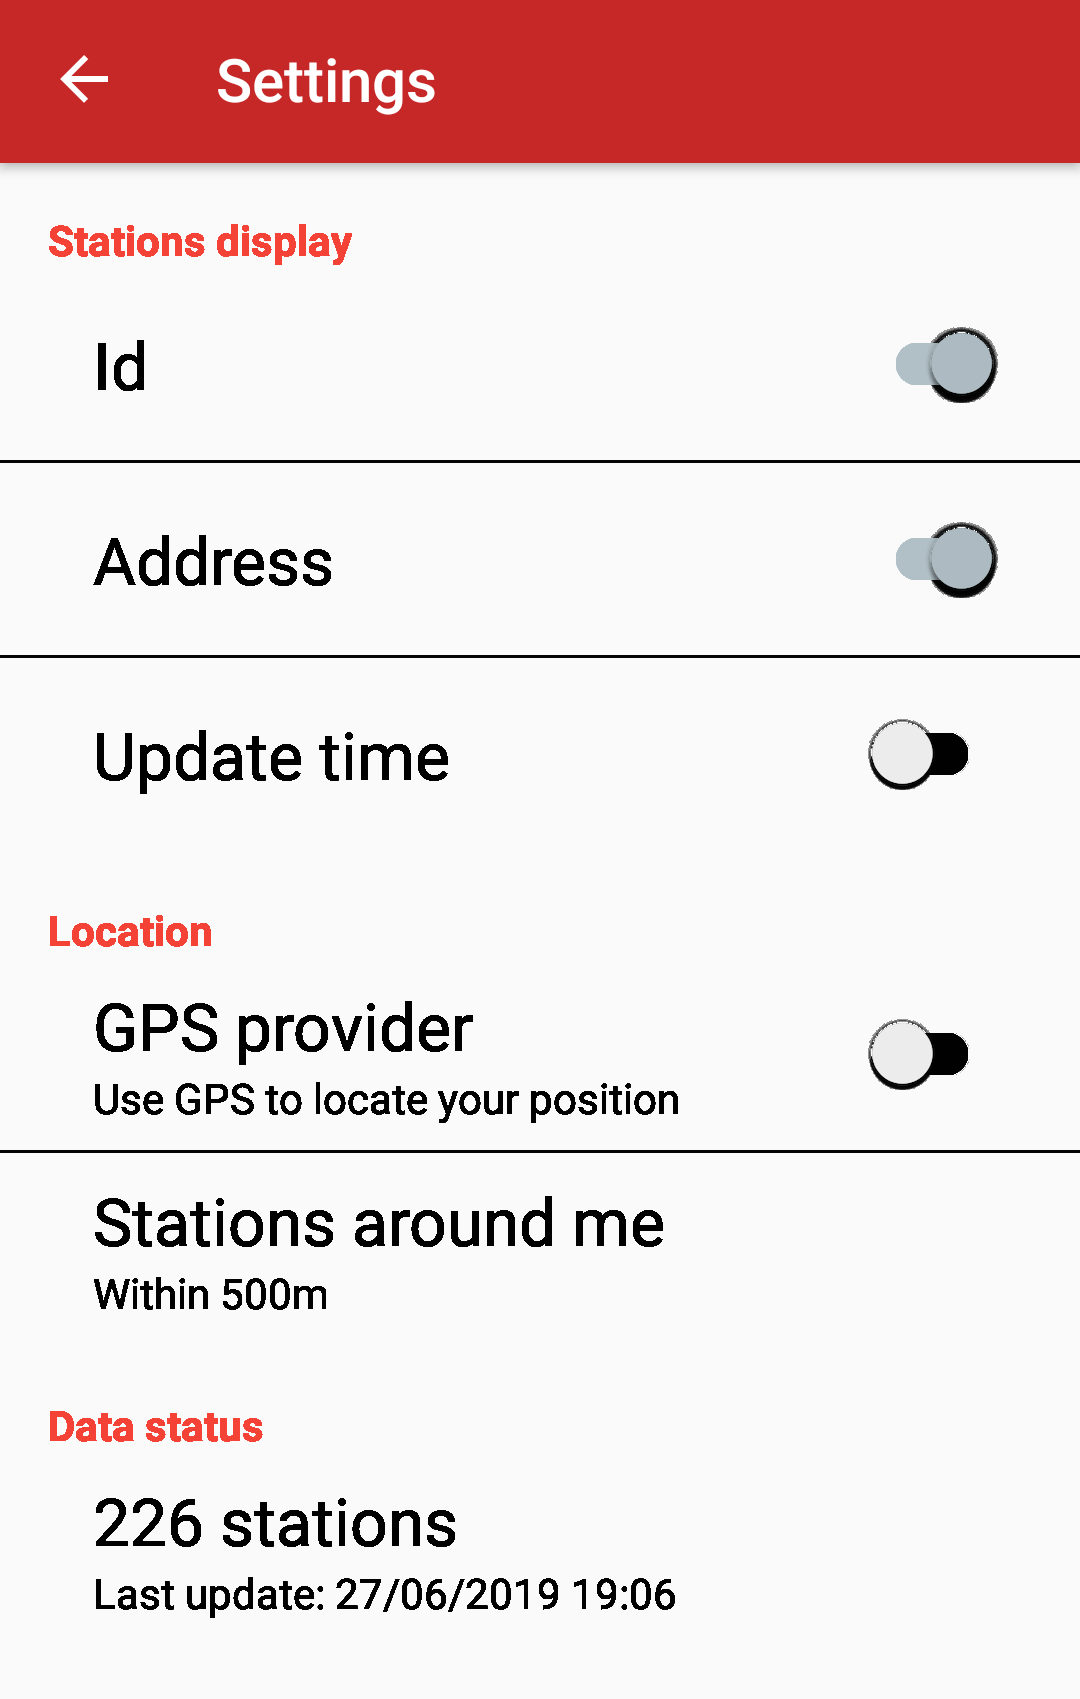 Settings
Stations display
Id
Address
Update time
Location
GPS provider
Use GPS to locate your position
Stations around me
Within 500m
Data status
226 stations
Last update: 27/06/2019 19:06